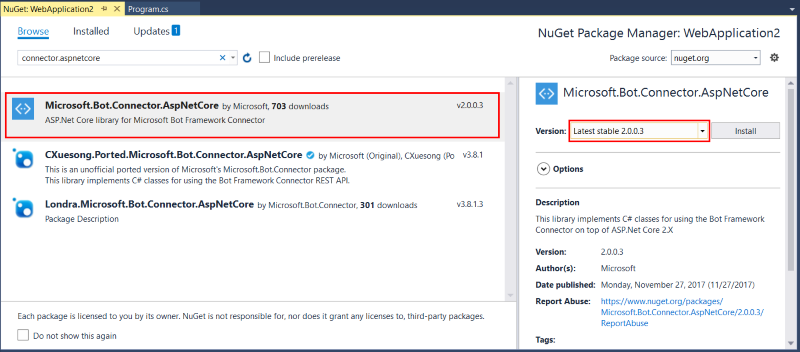 NuGet: WebApplication2
Program.cs
Browse
Installed
Updates 1
NuGet Package Manager: WebApplication2
connector.aspnetcore
Include prerelease
Package source: nuget.org
Microsoft.Bot.Connector.AspNetCore by Microsoft, 703 downloads
v2.0.0.3
ASP.Net Core library for Microsoft Bot Framework Connector
CXuesong.Ported.Microsoft.Bot.Connector.AspNetCore by Microsoft (Original), CXuesong (Po
v3.8.1
This is an unofficial ported version of Microsoft's Microsoft.Bot.Connector package.
This library implements C# classes for using the Bot Framework Connector REST API.
Londra.Microsoft.Bot.Connector.AspNetCore by Microsoft.Bot.Connector, 301 downloads
v3.8.1.3
Package Description
Each package is licensed to you by its owner. NuGet is not responsible for, nor does it grant any licenses to, third-party packages.
Do not show this again
Microsoft.Bot.Connector.AspNetCore
Version: Latest stable 2.0.0.3
Install
Options
Description
This library implements C# classes for using the Bot Framework
Connector on top of ASP.Net Core 2.X
Version: 2.0.0.3
Author(s): Microsoft
Date published: Monday, November 27, 2017 (11/27/2017)
Report Abuse: https://www.nuget.org/packages/
Microsoft.Bot.Connector.AspNetCore/2.0.0.3/
ReportAbuse
Tags: